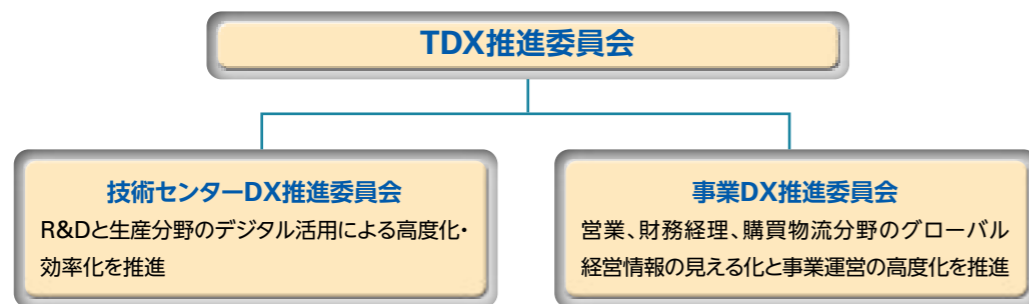 TDX推進委員会
技術センターDX推進委員会
R&Dと生産分野のデジタル活用による高度化・
効率化を推進
事業DX推進委員会
営業、財務経理、購買物流分野のグローバル
経営情報の見える化と事業運営の高度化を推進